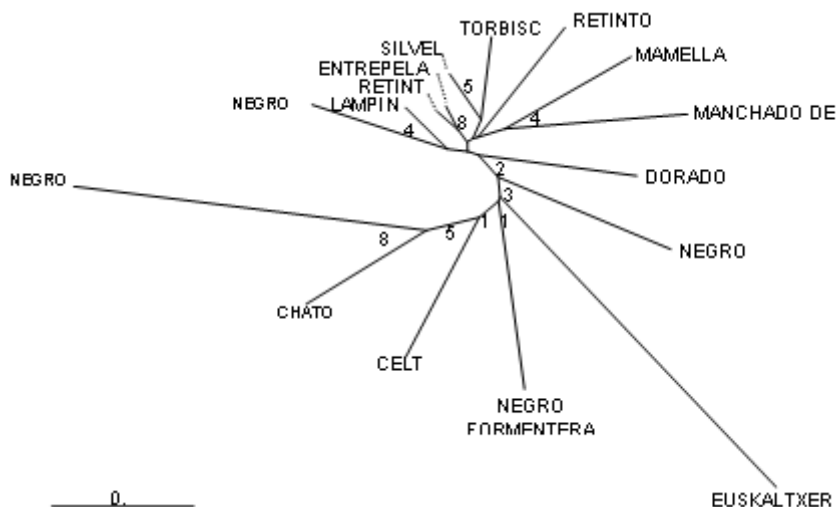 RETINTO
TORBISC
SILVEL
MAMELLA
ENTREPELA
5
RETINT
NEGRO
LAMPIN
8
4
MANCHADO DE
4
2
DORADO
NEGRO
3
1
1
5
8
NEGRO
CHATO
CELT
NEGRO
FORMENTERA
0.
EUSKALTXER